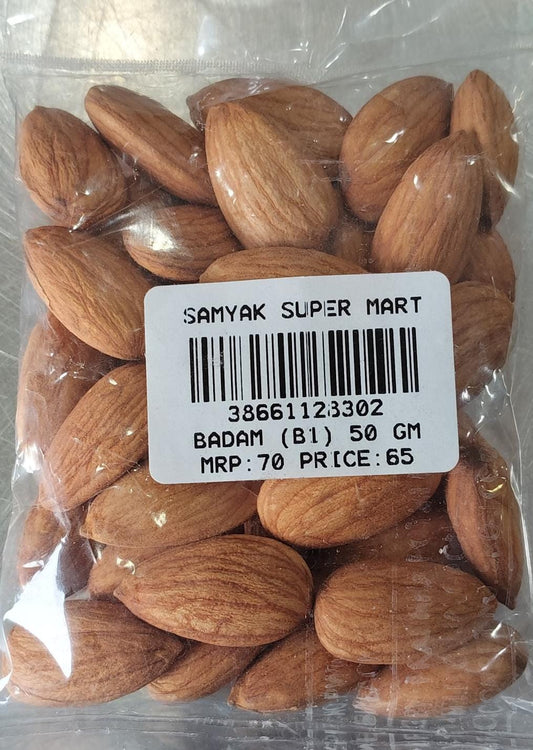 SAMYAK SUPER MART
38661128302
BADAM (B1) 50 GM
MRP:70 PRICE:65